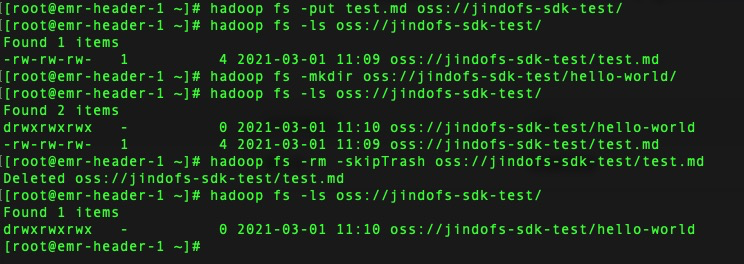 [[root@emr-header-1 ~]# hadoop fs -put test.md oss://jindofs-sdk-test/
[[root@emr-header-1 ~]# hadoop fs -ls oss://jindofs-sdk-test/
Found 1 items
-rw-rw-rw-   1          4 2021-03-01 11:09 oss://jindofs-sdk-test/test.md
[[root@emr-header-1 ~]# hadoop fs -mkdir oss://jindofs-sdk-test/hello-world/
[[root@emr-header-1 ~]# hadoop fs -ls oss://jindofs-sdk-test/
Found 2 items
drwxrwxrwx   -          0 2021-03-01 11:10 oss://jindofs-sdk-test/hello-world
-rw-rw-rw-   1          4 2021-03-01 11:09 oss://jindofs-sdk-test/test.md
[[root@emr-header-1 ~]# hadoop fs -rm -skipTrash oss://jindofs-sdk-test/test.md
Deleted oss://jindofs-sdk-test/test.md
[[root@emr-header-1 ~]# hadoop fs -ls oss://jindofs-sdk-test/
Found 1 items
drwxrwxrwx   -          0 2021-03-01 11:10 oss://jindofs-sdk-test/hello-world
[root@emr-header-1 ~]#